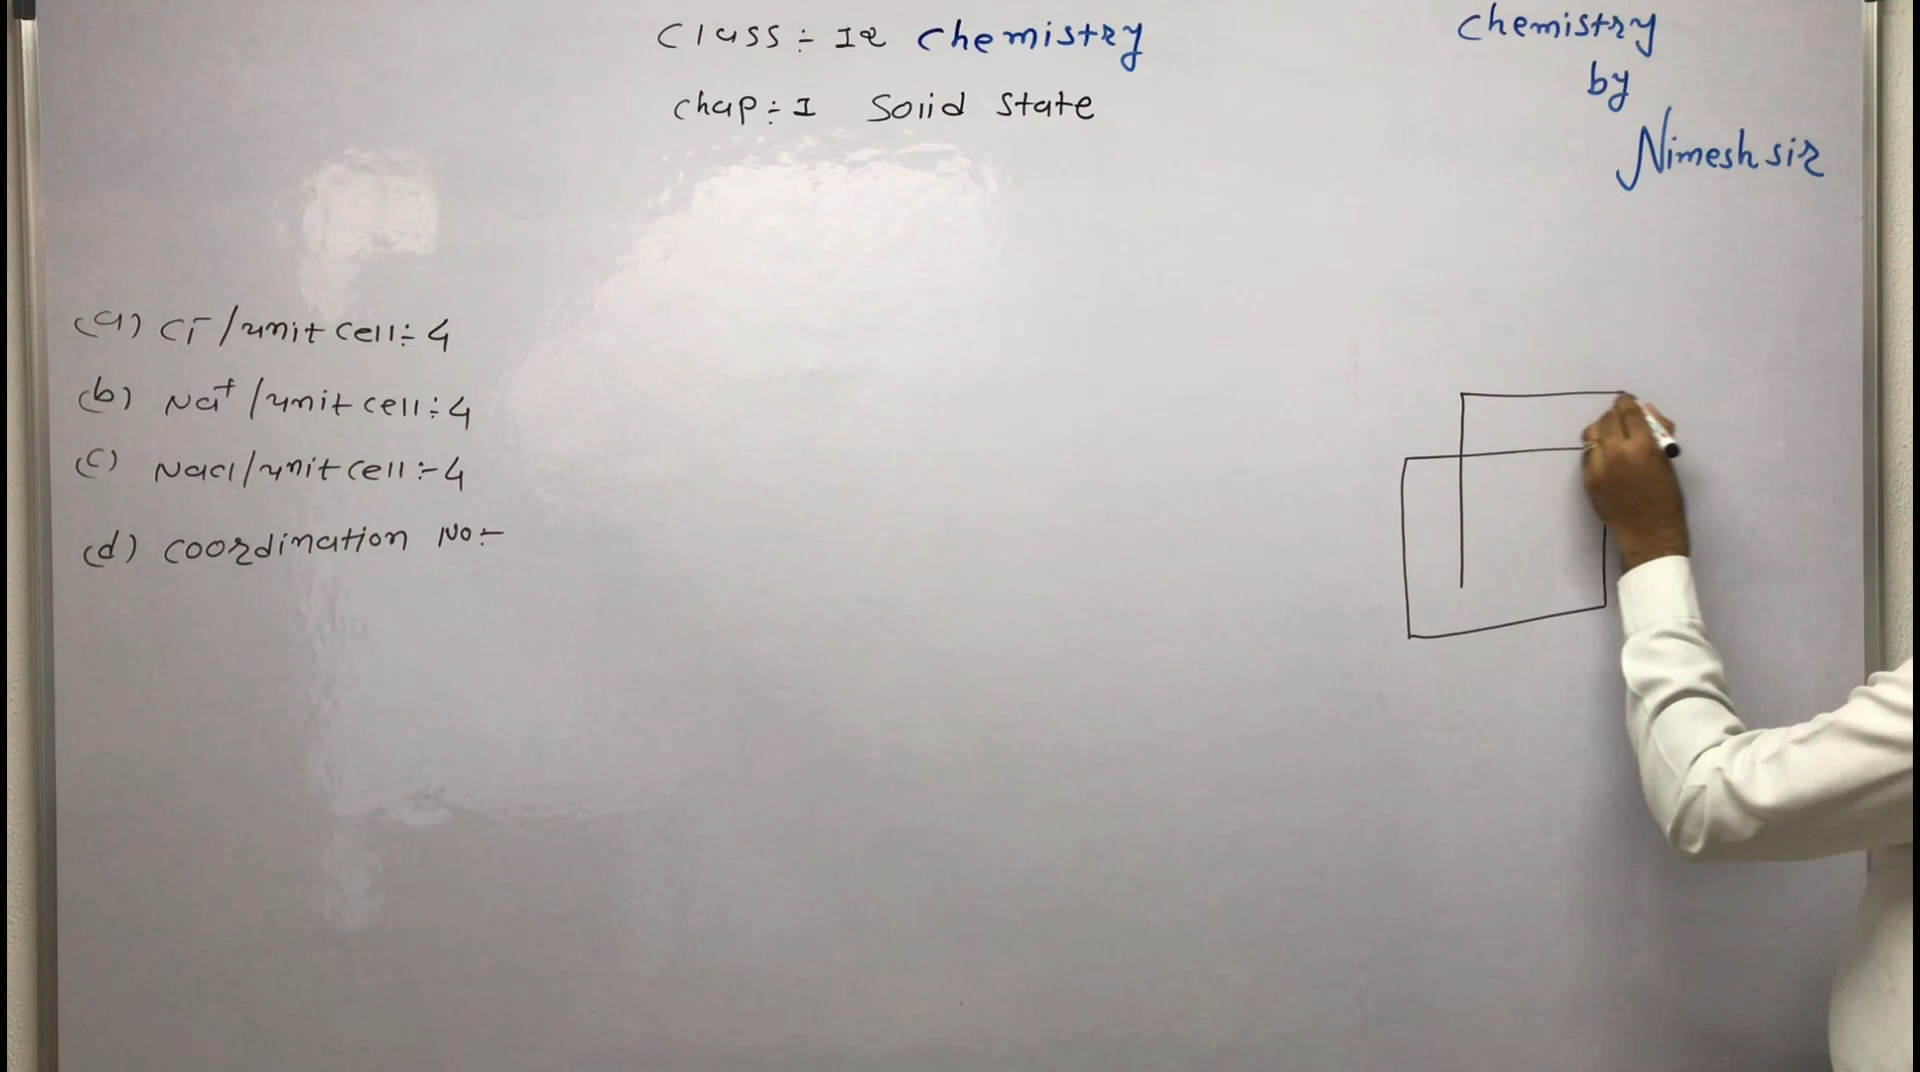 Class ÷ 12 Chemistry
Chap ÷ 1 Solid State
Chemistry
by
Nimesh sir
(a) Cl⁻/unit cell ÷ 4
(b) Na⁺/unit cell ÷ 4
(c) NaCl/unit cell :- 4
(d) Coordination No :-